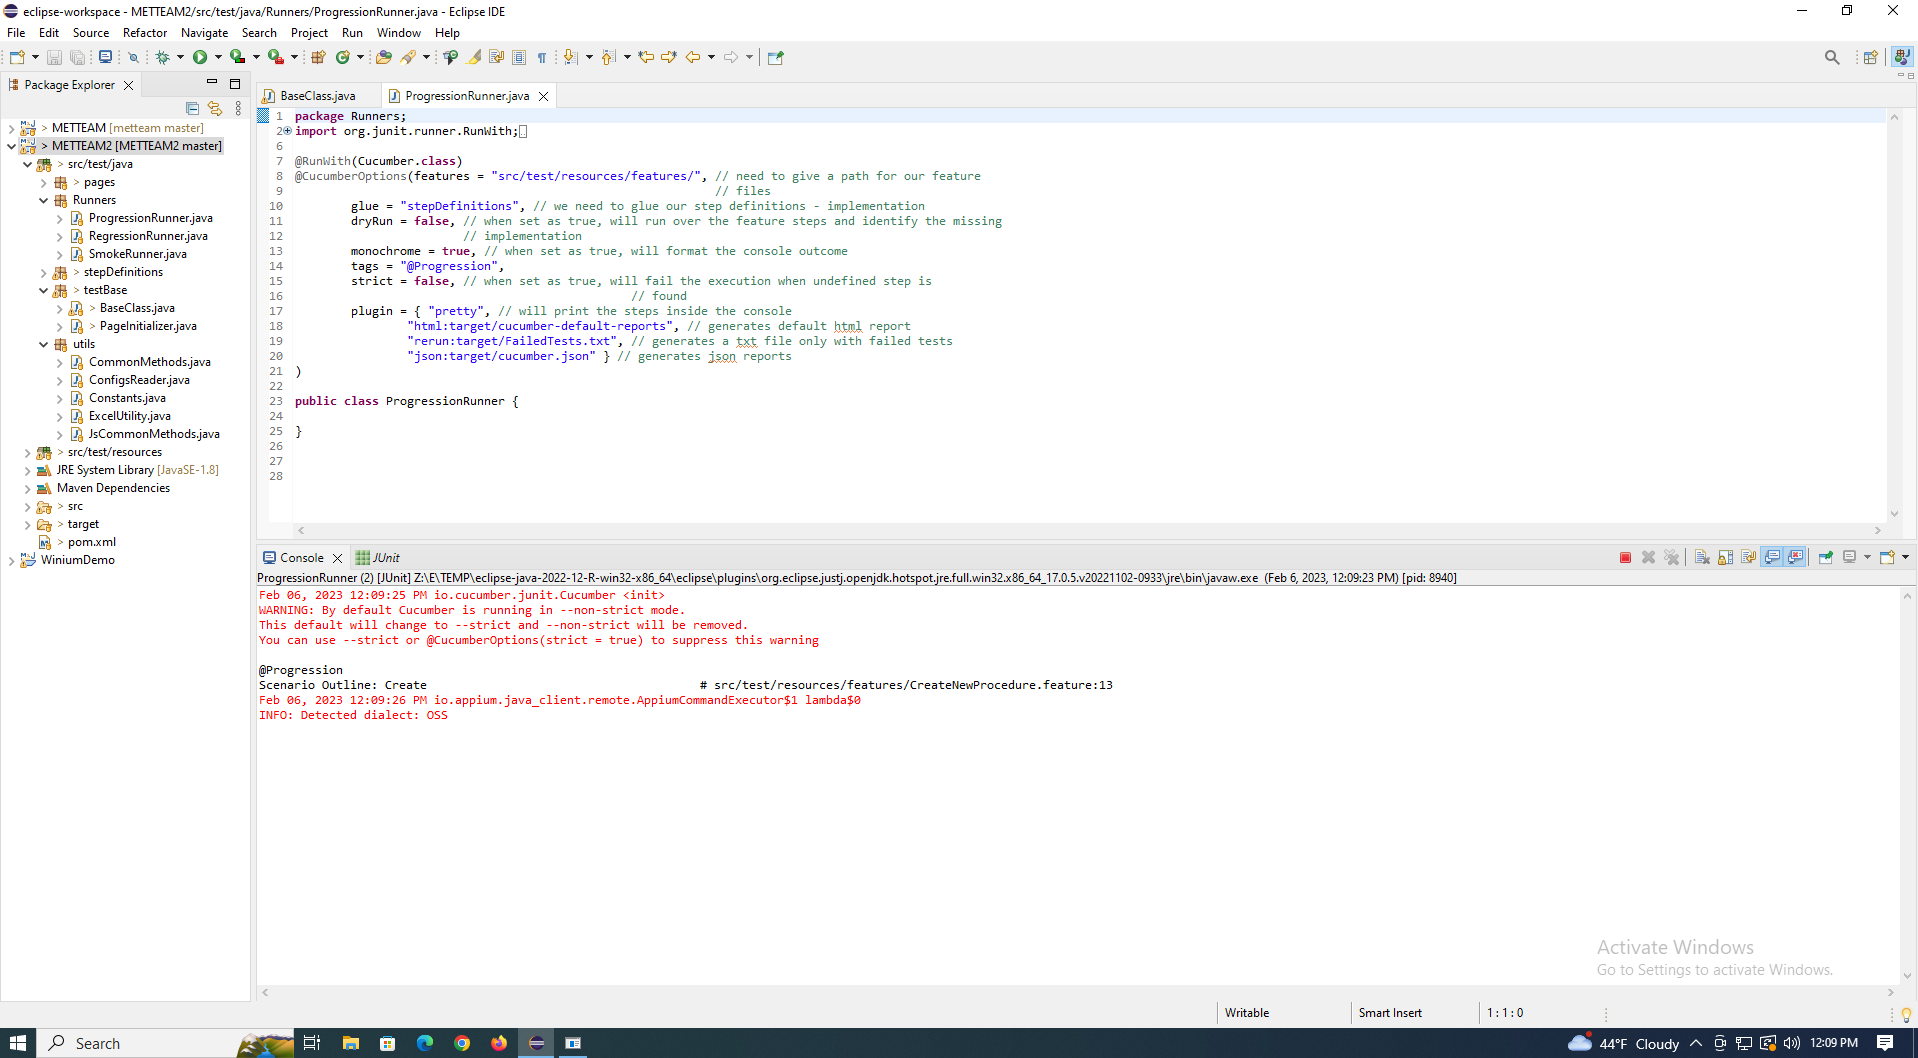 eclipse-workspace - METTEAM2/src/test/java/Runners/ProgressionRunner.java - Eclipse IDE
File Edit Source Refactor Navigate Search Project Run Window Help
Package Explorer
> METTEAM [metteam master]
> METTEAM2 [METTEAM2 master]
> src/test/java
> pages
Runners
ProgressionRunner.java
RegressionRunner.java
SmokeRunner.java
> stepDefinitions
> testBase
> BaseClass.java
> PageInitializer.java
utils
CommonMethods.java
ConfigsReader.java
Constants.java
ExcelUtility.java
JsCommonMethods.java
> src/test/resources
JRE System Library [JavaSE-1.8]
Maven Dependencies
> src
> target
> pom.xml
WiniumDemo
BaseClass.java ProgressionRunner.java
1 package Runners;
2 import org.junit.runner.RunWith;
6
7 @RunWith(Cucumber.class)
8 @CucumberOptions(features = "src/test/resources/features/", // need to give a path for our feature
9 // files
10 glue = "stepDefinitions", // we need to glue our step definitions - implementation
11 dryRun = false, // when set as true, will run over the feature steps and identify the missing
12 // implementation
13 monochrome = true, // when set as true, will format the console outcome
14 tags = "@Progression",
15 strict = false, // when set as true, will fail the execution when undefined step is
16 // found
17 plugin = { "pretty", // will print the steps inside the console
18 "html:target/cucumber-default-reports", // generates default html report
19 "rerun:target/FailedTests.txt", // generates a txt file only with failed tests
20 "json:target/cucumber.json" } // generates json reports
21 )
22
23 public class ProgressionRunner {
24
25 }
26
27
28
Console JUnit
ProgressionRunner (2) [JUnit] Z:\E\TEMP\eclipse-java-2022-12-R-win32-x86_64\eclipse\plugins\org.eclipse.justj.openjdk.hotspot.jre.full.win32.x86_64_17.0.5.v20221102-0933\jre\bin\javaw.exe (Feb 6, 2023, 12:09:23 PM) [pid: 8940]
Feb 06, 2023 12:09:25 PM io.cucumber.junit.Cucumber <init>
WARNING: By default Cucumber is running in --non-strict mode.
This default will change to --strict and --non-strict will be removed.
You can use --strict or @CucumberOptions(strict = true) to suppress this warning
@Progression
Scenario Outline: Create # src/test/resources/features/CreateNewProcedure.feature:13
Feb 06, 2023 12:09:26 PM io.appium.java_client.remote.AppiumCommandExecutor$1 lambda$0
INFO: Detected dialect: OSS
Activate Windows
Go to Settings to activate Windows.
Writable Smart Insert 1 : 1 : 0
Search 44°F Cloudy 12:09 PM